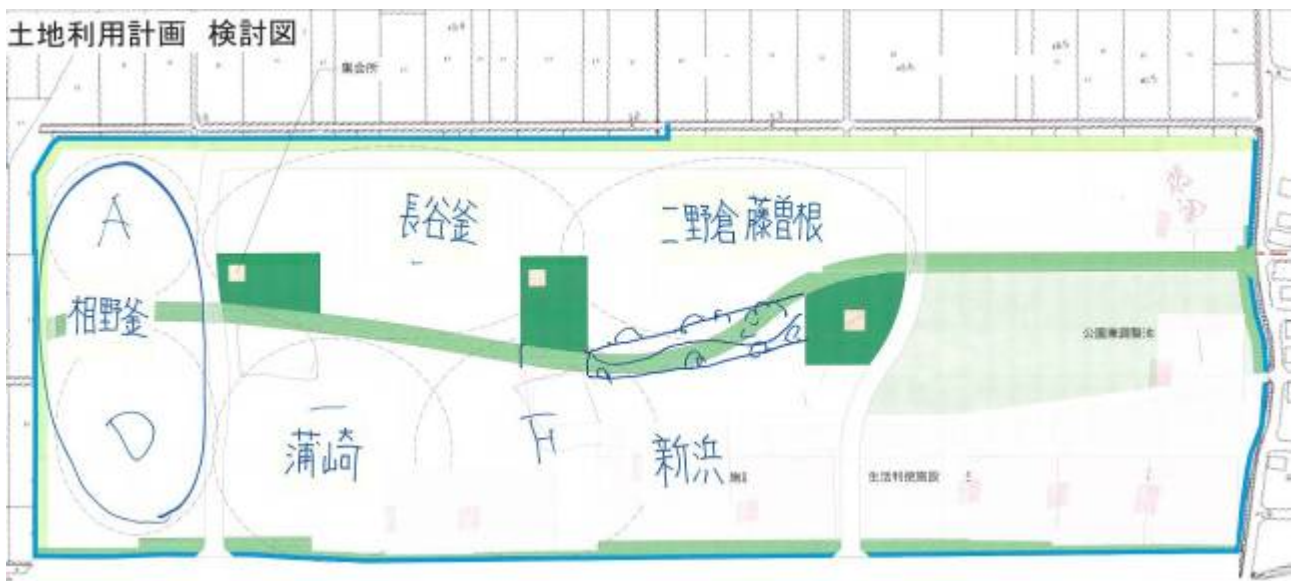 土地利用計画 検討図
集会所
A
長谷釜
二野倉 藤曽根
相野釜
公園兼調整池
D
蒲崎
新浜
生活利便施設